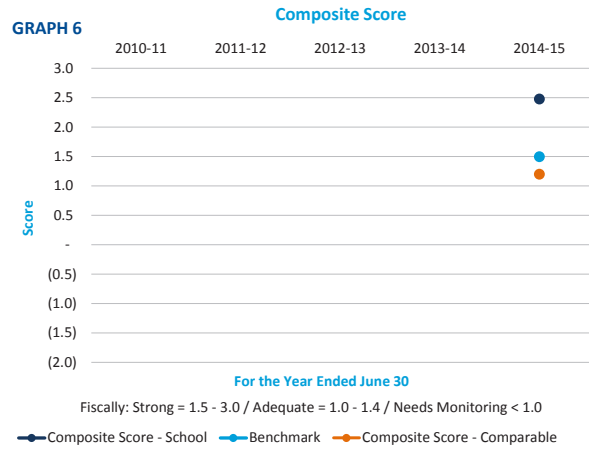 Composite Score
GRAPH 6
2010-11 2011-12 2012-13 2013-14 2014-15
3.0
2.5
2.0
1.5
1.0
0.5
-
(0.5)
(1.0)
(1.5)
(2.0)
Score
For the Year Ended June 30
Fiscally: Strong = 1.5 - 3.0 / Adequate = 1.0 - 1.4 / Needs Monitoring < 1.0
Composite Score - School Benchmark Composite Score - Comparable